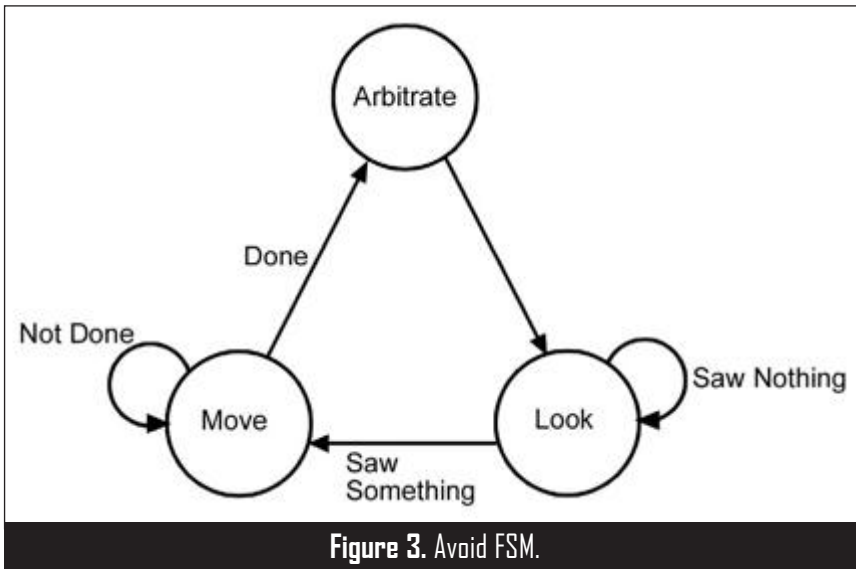 Arbitrate
Done
Not Done
Move
Look
Saw Nothing
Saw
Something
Figure 3. Avoid FSM.